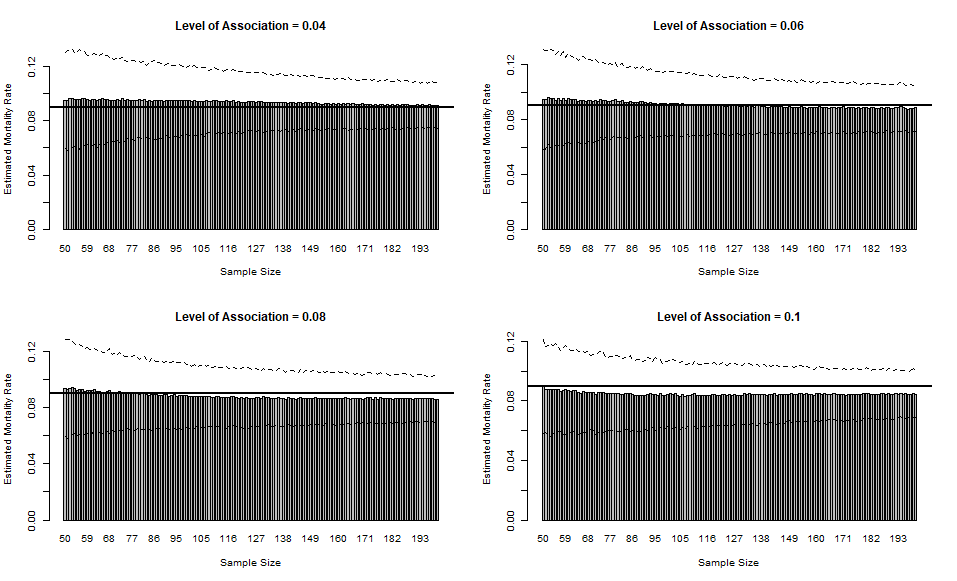 Level of Association = 0.04
Estimated Mortality Rate
0.00 0.04 0.08 0.12
50 59 68 77 86 95 105 116 127 138 149 160 171 182 193
Sample Size
Level of Association = 0.06
Estimated Mortality Rate
0.00 0.04 0.08 0.12
50 59 68 77 86 95 105 116 127 138 149 160 171 182 193
Sample Size
Level of Association = 0.08
Estimated Mortality Rate
0.00 0.04 0.08 0.12
50 59 68 77 86 95 105 116 127 138 149 160 171 182 193
Sample Size
Level of Association = 0.1
Estimated Mortality Rate
0.00 0.04 0.08 0.12
50 59 68 77 86 95 105 116 127 138 149 160 171 182 193
Sample Size